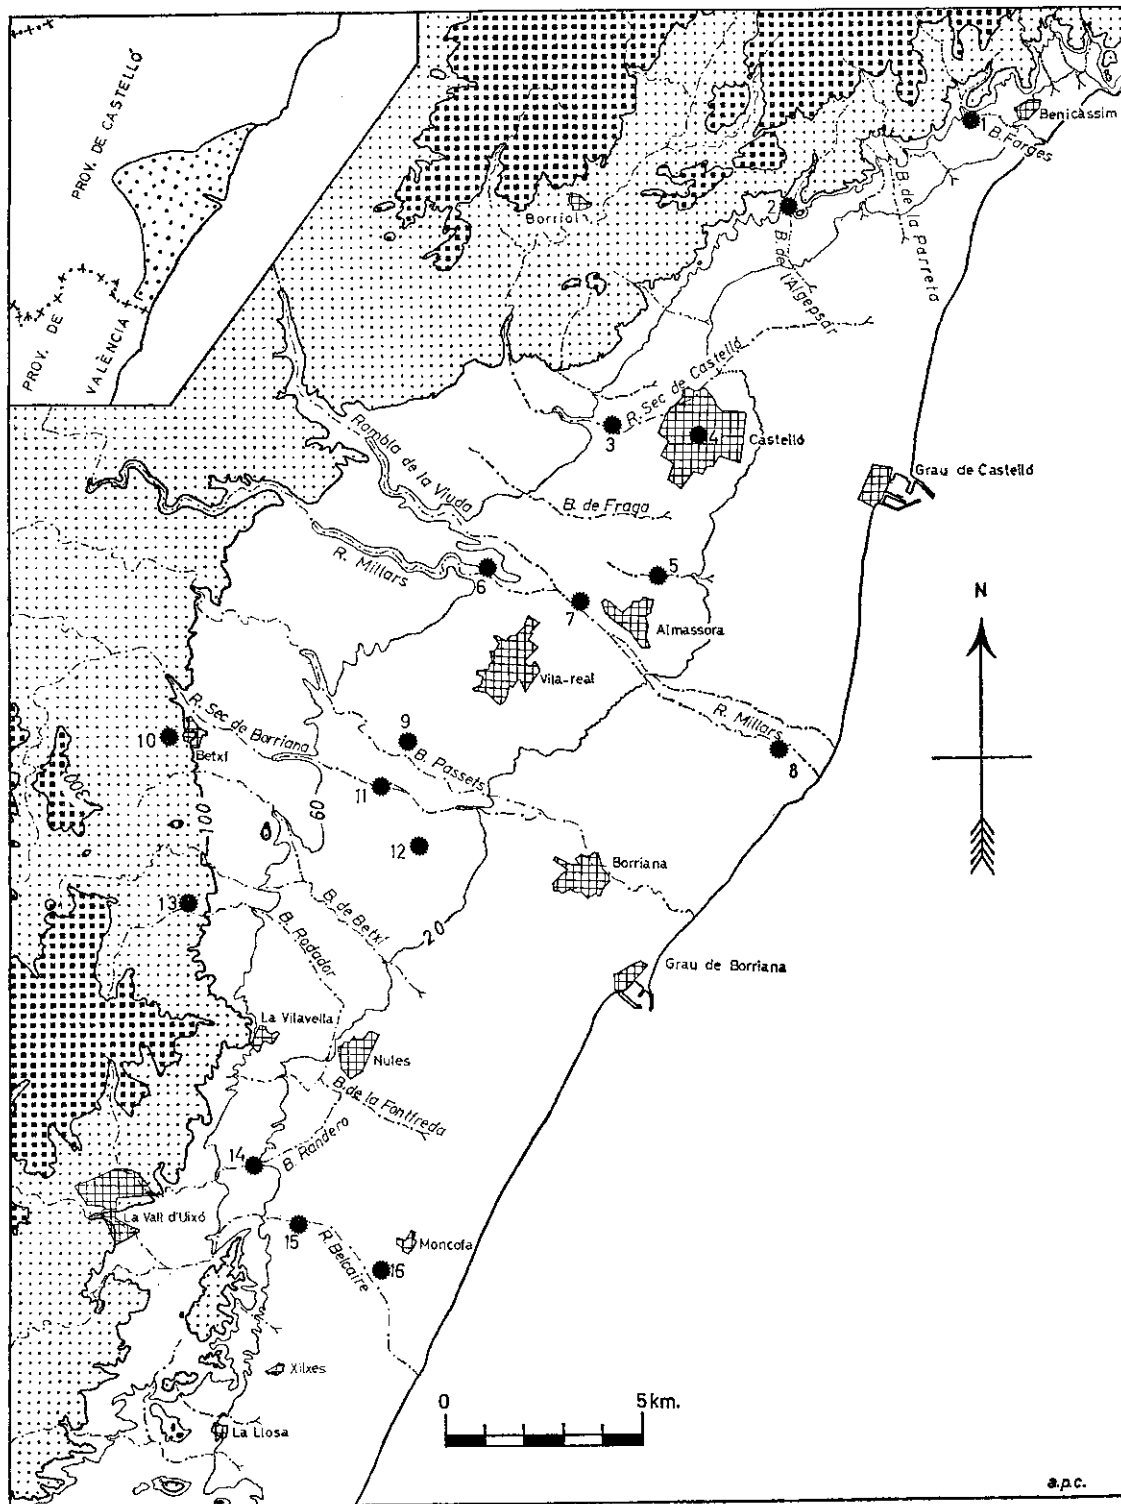 PROV. DE CASTELLÓ
PROV. DE
VALÈNCIA
Benicàssim
1
B. Farges
2
B. de la Parreta
Borriol
B. de l'Algepsar
R. Sec de Castelló
3
4
Castelló
Rambla de la Viuda
Grau de Castelló
B. de Fraga
R. Millars
5
6
N
7
Almassora
Vila-real
R. Sec de Borriana
R. Millars
9
10
Betxí
B. Passets
8
300
11
60
100
12
Borriana
13
B. de Betxí
20
B. Rodador
Grau de Borriana
La Vilavella
Nules
B. de la Fontfreda
14
B. Randero
La Vall d'Uixó
15
R. Belcaire
Moncofa
16
Xilxes
0
5 km.
La Llosa
a.p.c.